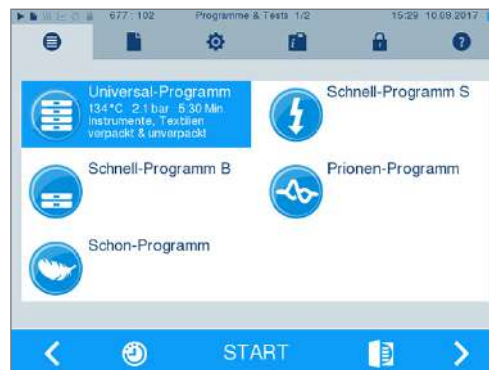 677 : 102 Programme & Tests 1/2 15:29 10.08.2017
Universal-Programm
134°C 2.1 bar 5:30 Min.
Instrumente, Textilien
verpackt & unverpackt
Schnell-Programm S
Schnell-Programm B
Prionen-Programm
Schon-Programm
START